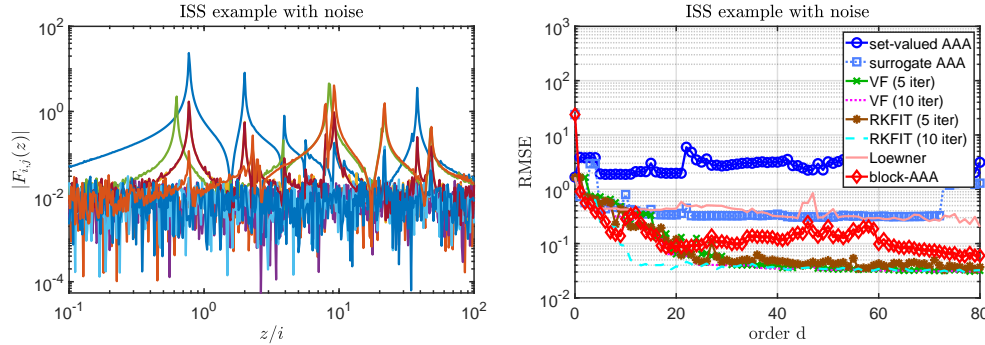 ISS example with noise
10^2
10^0
10^-2
10^-4
|F_{i,j}(z)|
10^-1
10^0
10^1
10^2
z/i
ISS example with noise
10^3
10^2
10^1
10^0
10^-1
10^-2
RMSE
set-valued AAA
surrogate AAA
VF (5 iter)
VF (10 iter)
RKFIT (5 iter)
RKFIT (10 iter)
Loewner
block-AAA
0
20
40
60
80
order d